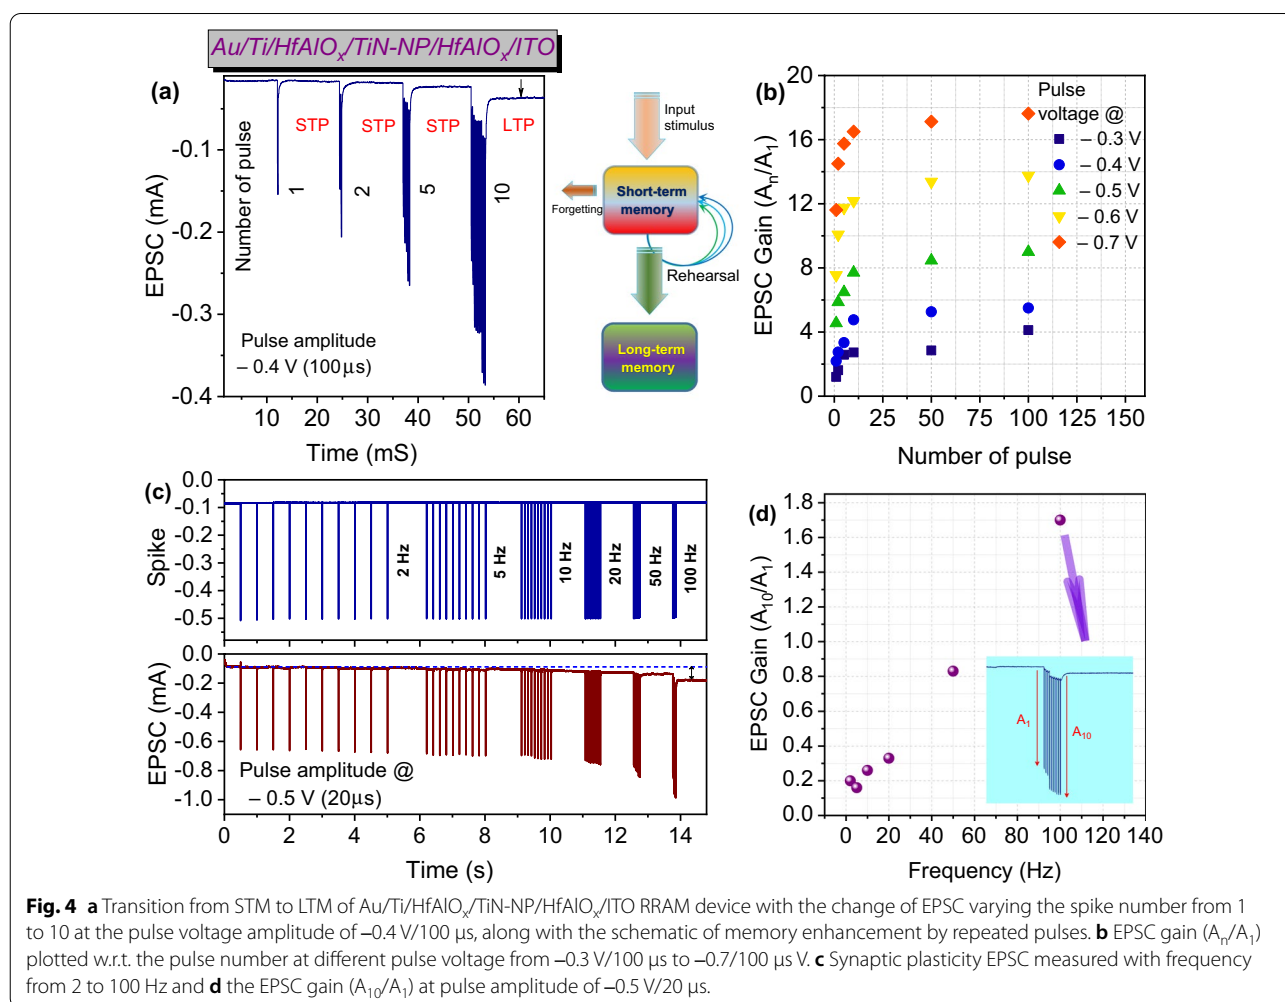 Au/Ti/HfAlOx/TiN-NP/HfAlOx/ITO
(a)
-0.1
-0.2
-0.3
-0.4
EPSC (mA)
Number of pulse
STP
STP
STP
LTP
1
2
5
10
Pulse amplitude
– 0.4 V (100µs)
10
20
30
40
50
60
Time (mS)
Input
stimulus
Short-term
memory
Forgetting
Rehearsal
Long-term
memory
(b)
20
16
12
8
4
0
EPSC Gain (An/A1)
Pulse
voltage @
– 0.3 V
– 0.4 V
– 0.5 V
– 0.6 V
– 0.7 V
0
25
50
75
100
125
150
Number of pulse
(c)
0.0
-0.1
-0.2
-0.3
-0.4
-0.5
Spike
2 Hz
5 Hz
10 Hz
20 Hz
50 Hz
100 Hz
0.0
-0.2
-0.4
-0.6
-0.8
-1.0
EPSC (mA)
Pulse amplitude @
– 0.5 V (20µs)
0
2
4
6
8
10
12
14
Time (s)
(d)
1.8
1.6
1.4
1.2
1.0
0.8
0.6
0.4
0.2
0.0
EPSC Gain (A10/A1)
A1
A10
0
20
40
60
80
100
120
140
Frequency (Hz)
Fig. 4 a Transition from STM to LTM of Au/Ti/HfAlOx/TiN-NP/HfAlOx/ITO RRAM device with the change of EPSC varying the spike number from 1
to 10 at the pulse voltage amplitude of –0.4 V/100 µs, along with the schematic of memory enhancement by repeated pulses. b EPSC gain (An/A1)
plotted w.r.t. the pulse number at different pulse voltage from –0.3 V/100 µs to –0.7/100 µs V. c Synaptic plasticity EPSC measured with frequency
from 2 to 100 Hz and d the EPSC gain (A10/A1) at pulse amplitude of –0.5 V/20 µs.